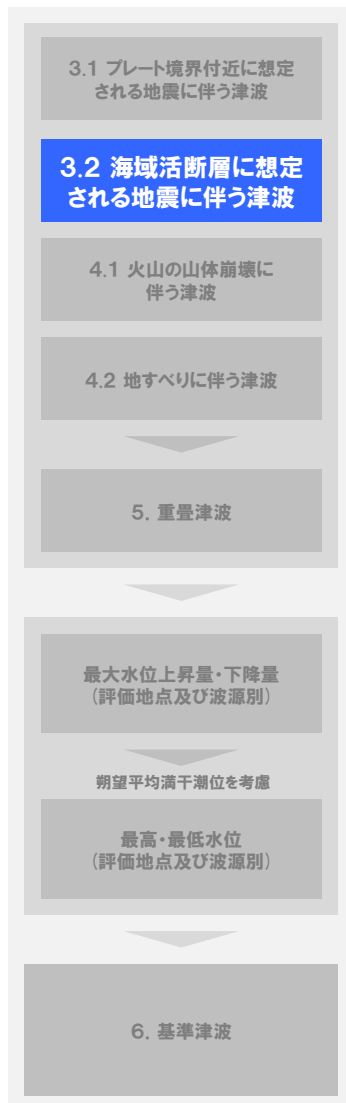 3.1 プレート境界付近に想定
される地震に伴う津波
3.2 海域活断層に想定
される地震に伴う津波
4.1 火山の山体崩壊に
伴う津波
4.2 地すべりに伴う津波
5. 重畳津波
最大水位上昇量・下降量
(評価地点及び波源別)
朔望平均満干潮位を考慮
最高・最低水位
(評価地点及び波源別)
6. 基準津波